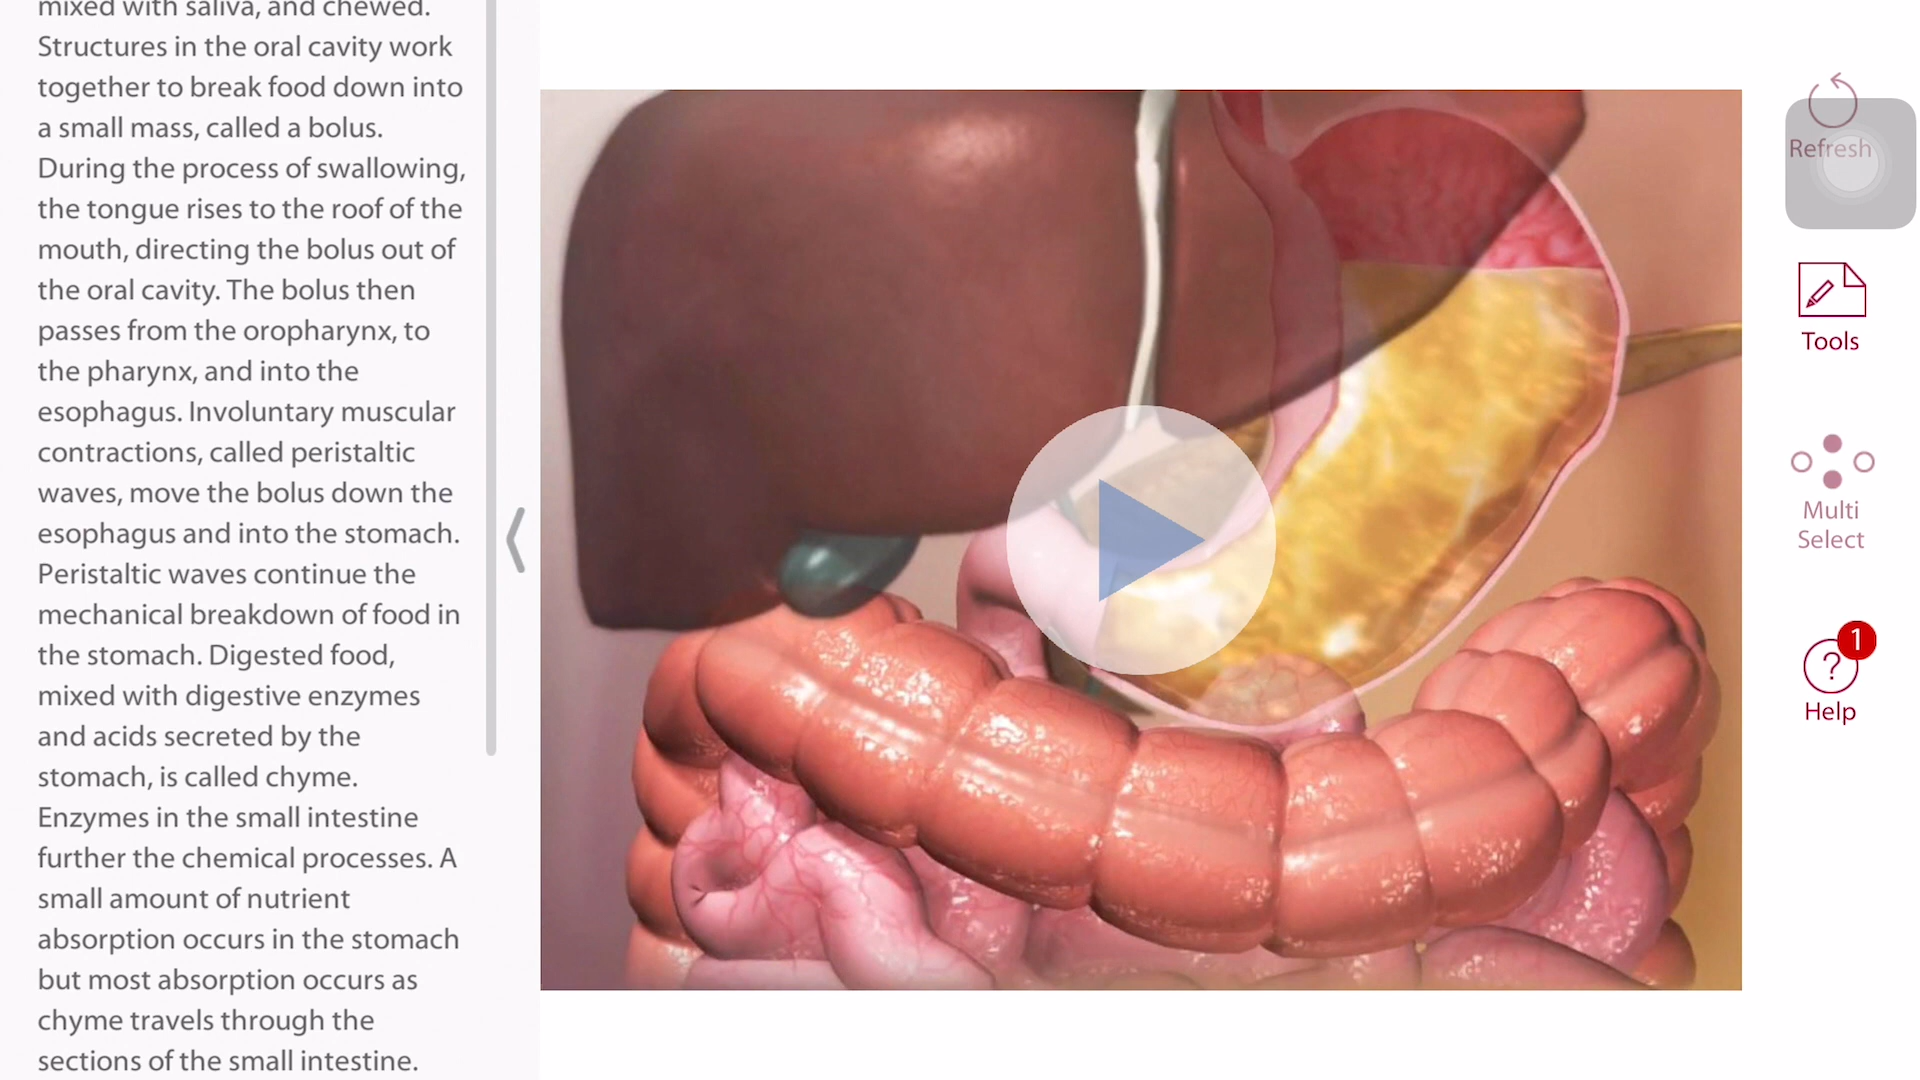 mixed with saliva, and chewed.
Structures in the oral cavity work
together to break food down into
a small mass, called a bolus.
During the process of swallowing,
the tongue rises to the roof of the
mouth, directing the bolus out of
the oral cavity. The bolus then
passes from the oropharynx, to
the pharynx, and into the
esophagus. Involuntary muscular
contractions, called peristaltic
waves, move the bolus down the
esophagus and into the stomach.
Peristaltic waves continue the
mechanical breakdown of food in
the stomach. Digested food,
mixed with digestive enzymes
and acids secreted by the
stomach, is called chyme.
Enzymes in the small intestine
further the chemical processes. A
small amount of nutrient
absorption occurs in the stomach
but most absorption occurs as
chyme travels through the
sections of the small intestine.
Refresh
Tools
Multi
Select
1
?
Help